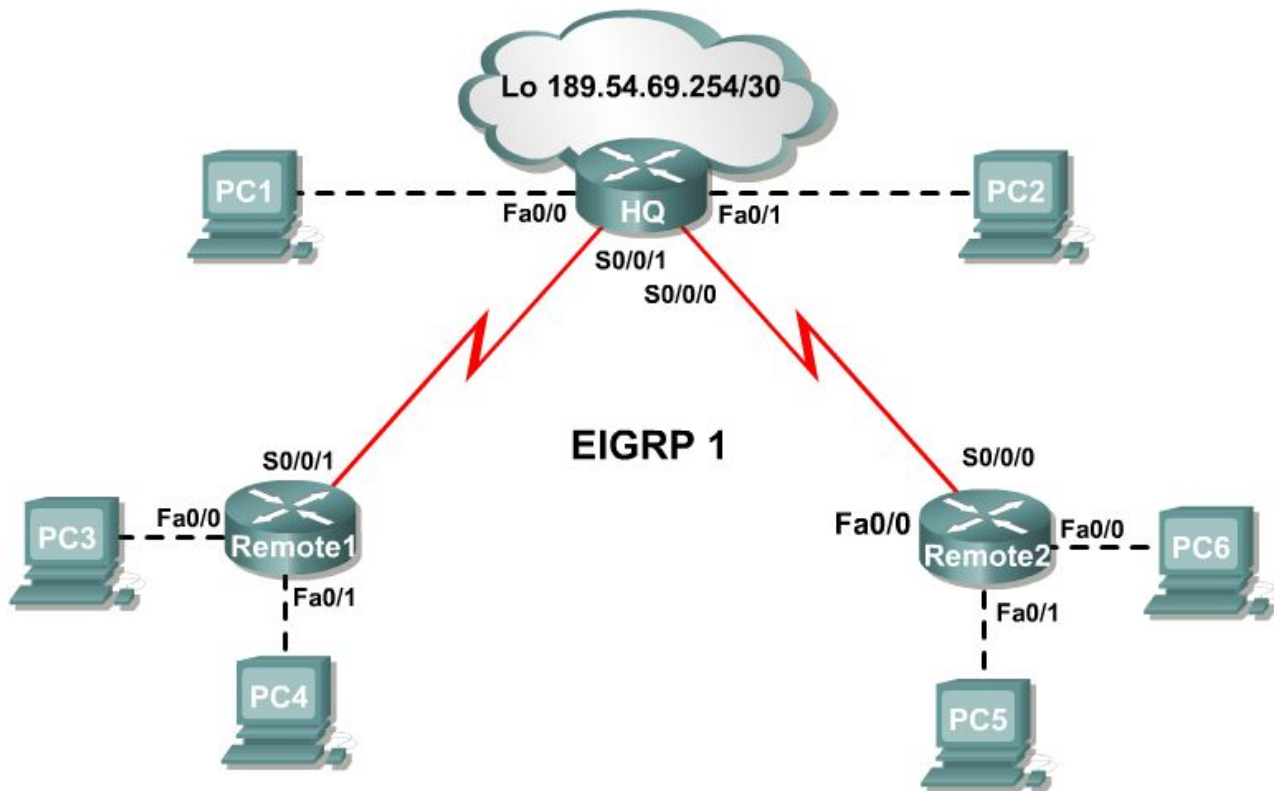 Lo 189.54.69.254/30
PC1
Fa0/0
HQ
Fa0/1
PC2
S0/0/1
S0/0/0
EIGRP 1
S0/0/1
S0/0/0
PC3
Fa0/0
Remote1
Fa0/1
PC4
Fa0/0
Remote2
Fa0/0
PC6
Fa0/1
PC5